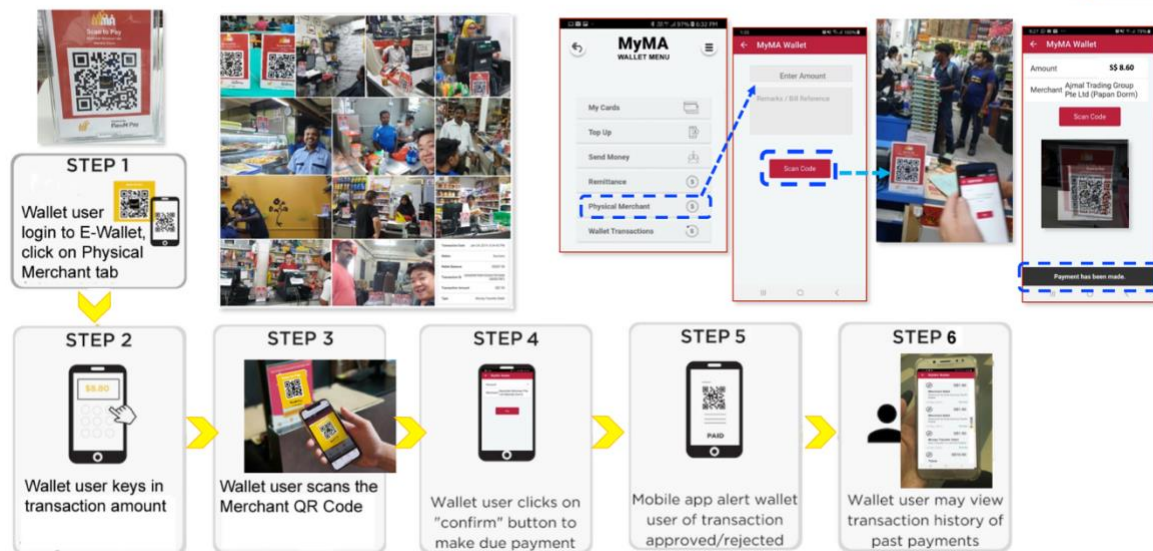 MyMA
Scan to Pay
STEP 1
Wallet user
login to E-Wallet,
click on Physical
Merchant tab
MyMA
WALLET MENU
My Cards
Top Up
Send Money
Remittance
Physical Merchant
Wallet Transactions
MyMA Wallet
Enter Amount
Remarks / Bill Reference
Scan Code
MyMA Wallet
Amount S$ 8.60
Merchant Ajmal Trading Group
Pte Ltd (Papan Dorm)
Scan Code
Payment has been made.
STEP 2
$8.80
Wallet user keys in
transaction amount
STEP 3
Wallet user scans the
Merchant QR Code
STEP 4
Wallet user clicks on
"confirm" button to
make due payment
STEP 5
PAID
Mobile app alert wallet
user of transaction
approved/rejected
STEP 6
Wallet user may view
transaction history of
past payments